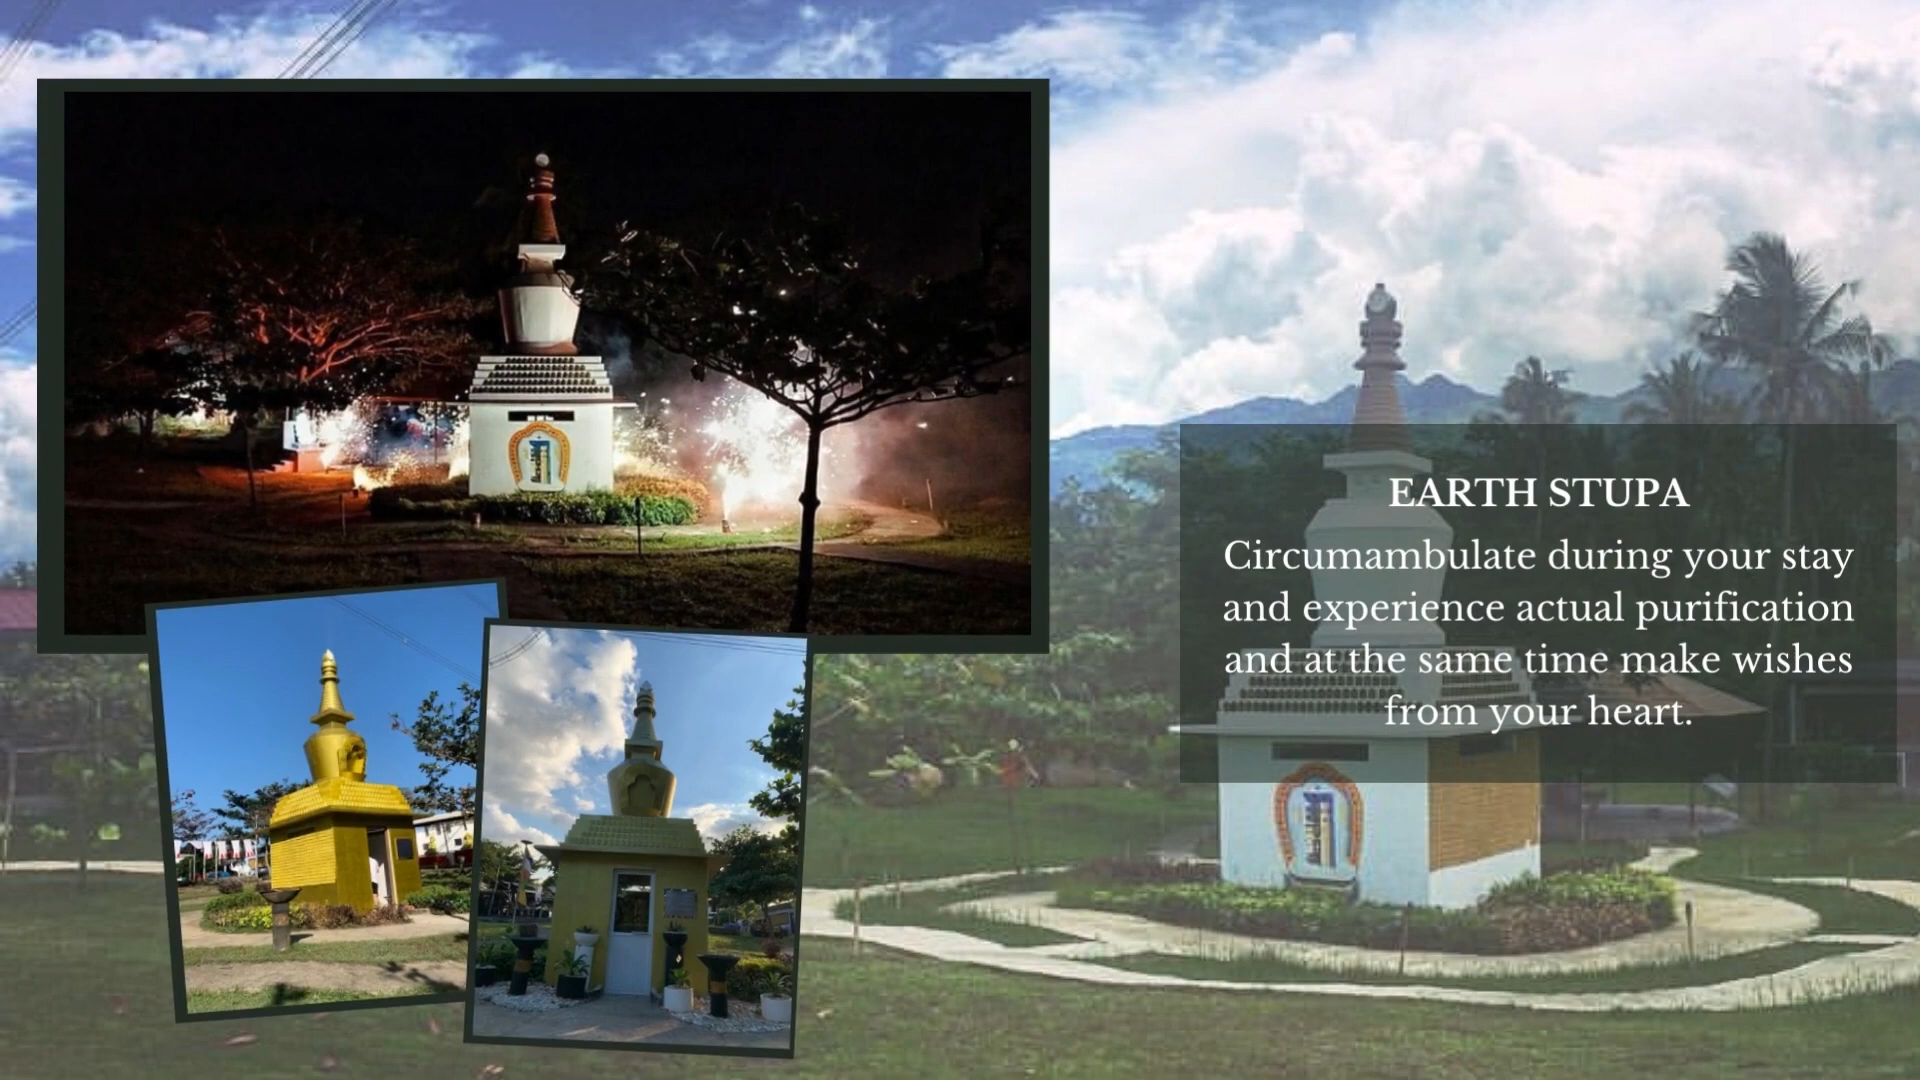 EARTH STUPA
Circumambulate during your stay
and experience actual purification
and at the same time make wishes
from your heart.